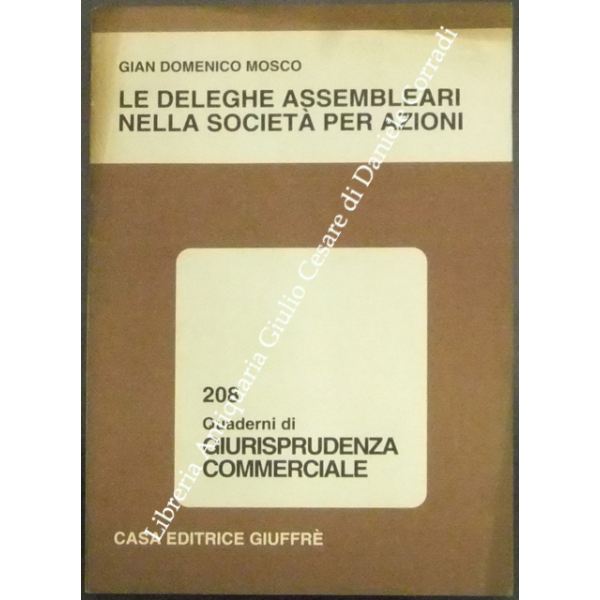 GIAN DOMENICO MOSCO
LE DELEGHE ASSEMBLEARI
NELLA SOCIETÀ PER AZIONI
208
Quaderni di
GIURISPRUDENZA
COMMERCIALE
CASA EDITRICE GIUFFRÈ
Libreria Antiquaria Giulio Cesare di Daniele Corradi